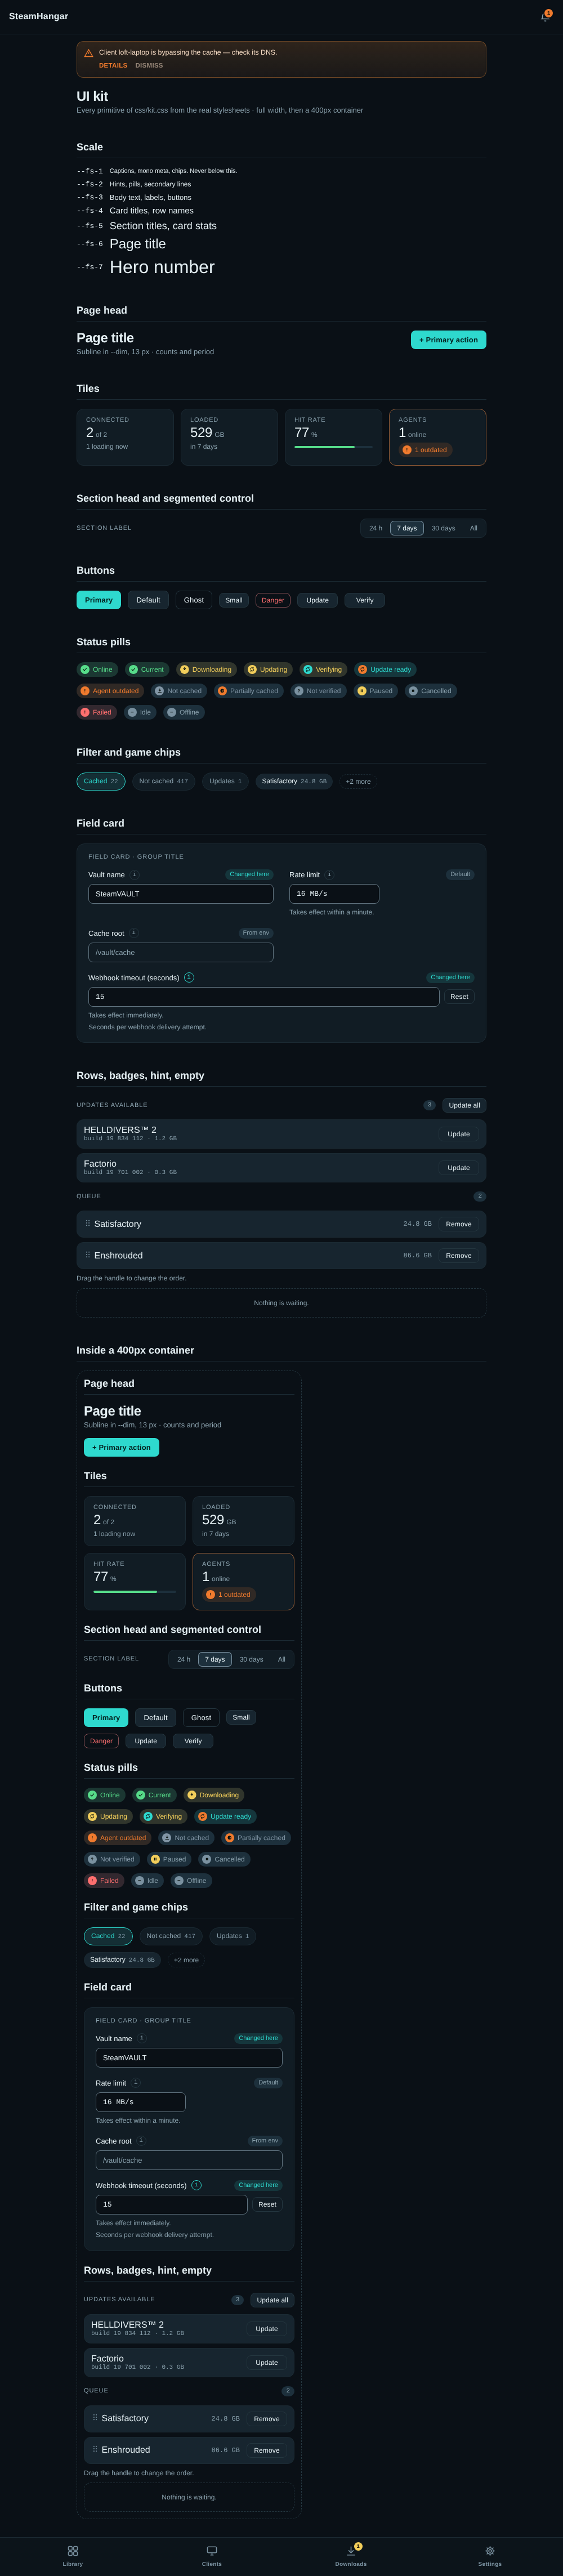 SteamHangar
1
Client loft-laptop is bypassing the cache — check its DNS.
DETAILS DISMISS
UI kit
Every primitive of css/kit.css from the real stylesheets · full width, then a 400px container
Scale
--fs-1 Captions, mono meta, chips. Never below this.
--fs-2 Hints, pills, secondary lines
--fs-3 Body text, labels, buttons
--fs-4 Card titles, row names
--fs-5 Section titles, card stats
--fs-6 Page title
--fs-7 Hero number
Page head
Page title
+ Primary action
Subline in --dim, 13 px · counts and period
Tiles
CONNECTED LOADED HIT RATE AGENTS
2 of 2 529 GB 77 % 1 online
1 loading now in 7 days ! 1 outdated
Section head and segmented control
SECTION LABEL 24 h 7 days 30 days All
Buttons
Primary Default Ghost Small Danger Update Verify
Status pills
Online Current Downloading Updating Verifying Update ready
Agent outdated Not cached Partially cached Not verified Paused Cancelled
Failed Idle Offline
Filter and game chips
Cached 22 Not cached 417 Updates 1 Satisfactory 24.8 GB +2 more
Field card
FIELD CARD · GROUP TITLE
Vault name i Changed here Rate limit i Default
SteamVAULT 16 MB/s
Takes effect within a minute.
Cache root i From env
/vault/cache
Webhook timeout (seconds) i Changed here
15 Reset
Takes effect immediately.
Seconds per webhook delivery attempt.
Rows, badges, hint, empty
UPDATES AVAILABLE 3 Update all
HELLDIVERS™ 2 Update
build 19 834 112 · 1.2 GB
Factorio Update
build 19 701 002 · 0.3 GB
QUEUE 2
Satisfactory 24.8 GB Remove
Enshrouded 86.6 GB Remove
Drag the handle to change the order.
Nothing is waiting.
Inside a 400px container
Page head
Page title
Subline in --dim, 13 px · counts and period
+ Primary action
Tiles
CONNECTED LOADED
2 of 2 529 GB
1 loading now in 7 days
HIT RATE AGENTS
77 % 1 online
! 1 outdated
Section head and segmented control
SECTION LABEL 24 h 7 days 30 days All
Buttons
Primary Default Ghost Small
Danger Update Verify
Status pills
Online Current Downloading
Updating Verifying Update ready
Agent outdated Not cached Partially cached
Not verified Paused Cancelled
Failed Idle Offline
Filter and game chips
Cached 22 Not cached 417 Updates 1
Satisfactory 24.8 GB +2 more
Field card
FIELD CARD · GROUP TITLE
Vault name i Changed here
SteamVAULT
Rate limit i Default
16 MB/s
Takes effect within a minute.
Cache root i From env
/vault/cache
Webhook timeout (seconds) i Changed here
15 Reset
Takes effect immediately.
Seconds per webhook delivery attempt.
Rows, badges, hint, empty
UPDATES AVAILABLE 3 Update all
HELLDIVERS™ 2 Update
build 19 834 112 · 1.2 GB
Factorio Update
build 19 701 002 · 0.3 GB
QUEUE 2
Satisfactory 24.8 GB Remove
Enshrouded 86.6 GB Remove
Drag the handle to change the order.
Nothing is waiting.
1
Library Clients Downloads Settings